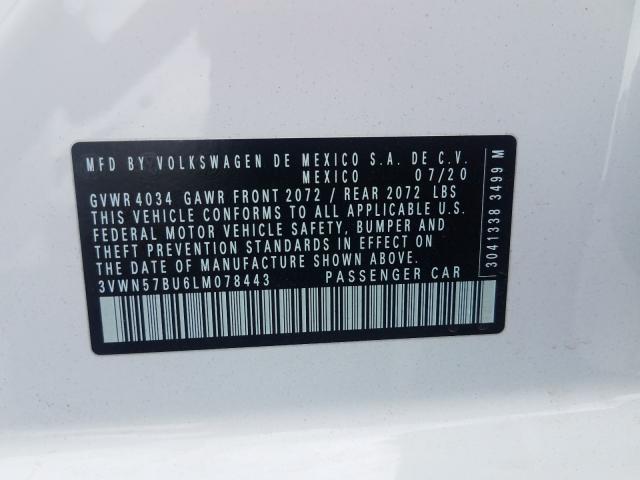 MFD BY VOLKSWAGEN DE MEXICO S.A. DE C.V.
MEXICO 07/20
GVWR 4034 GAWR FRONT 2072 / REAR 2072 LBS
THIS VEHICLE CONFORMS TO ALL APPLICABLE U.S.
FEDERAL MOTOR VEHICLE SAFETY, BUMPER AND
THEFT PREVENTION STANDARDS IN EFFECT ON
THE DATE OF MANUFACTURE SHOWN ABOVE.
3VWN57BU6LM078443 PASSENGER CAR
3041338 3499 M